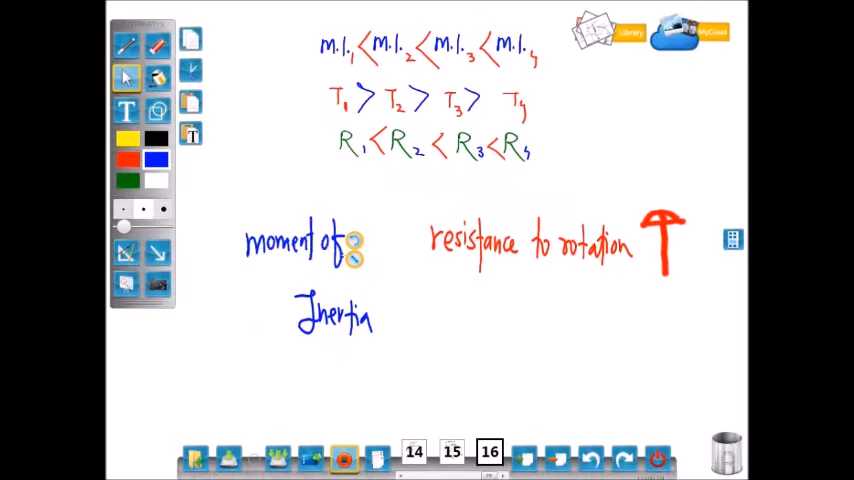 M.I.1 < M.I.2 < M.I.3 < M.I.4
T1 > T2 > T3 > T4
R1 < R2 < R3 < R4
moment of resistance to rotation ↑
Inertia
Library
MyCloud
T
T
14 15 16